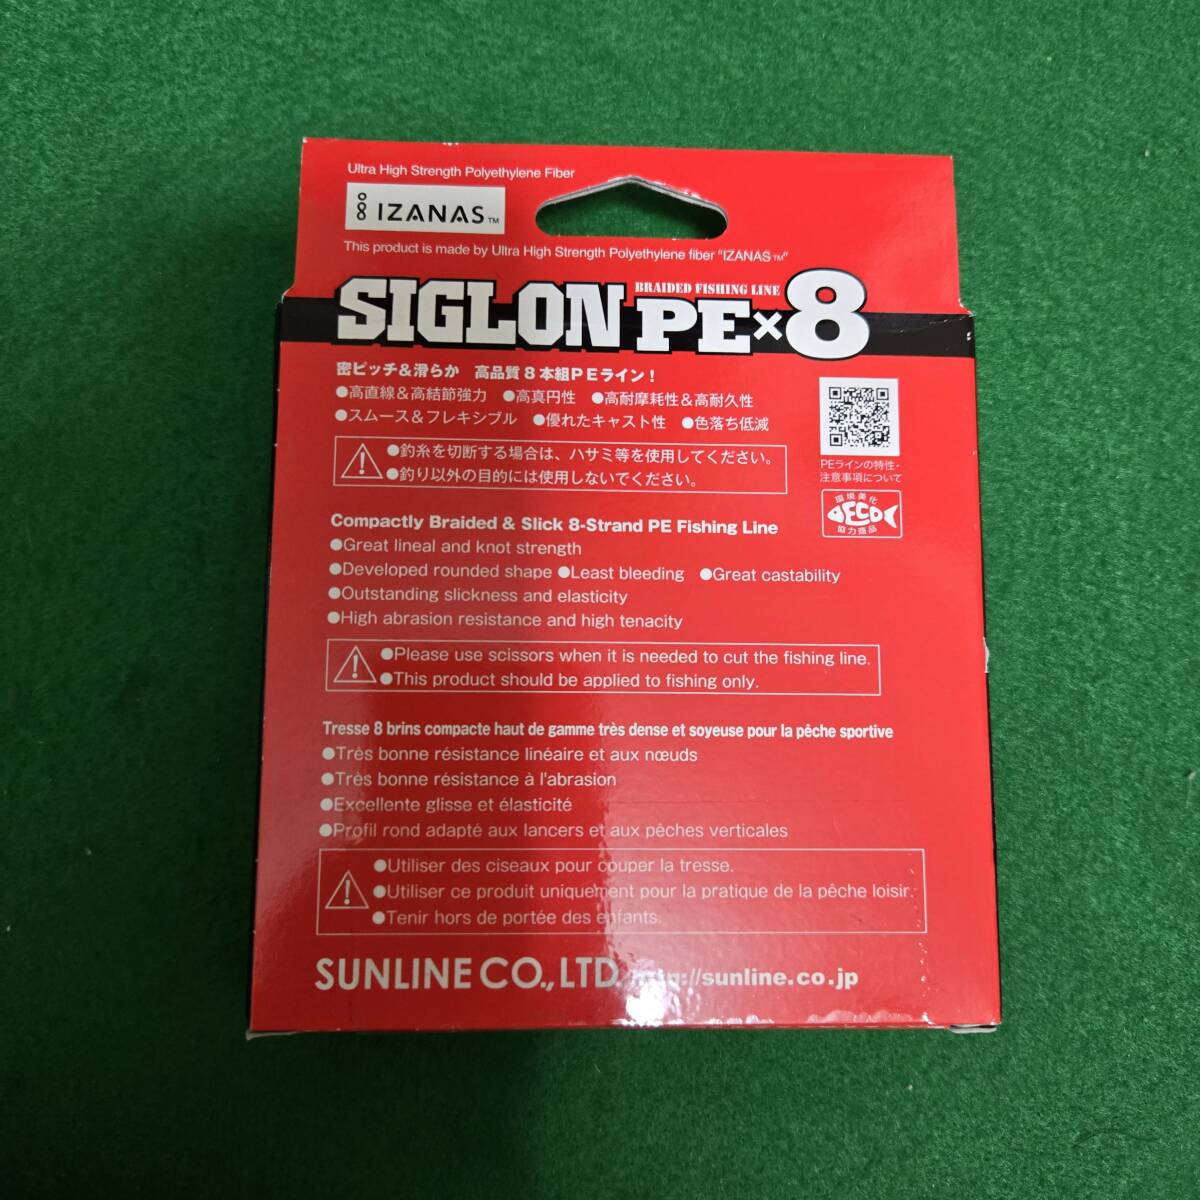 Ultra High Strength Polyethylene Fiber
IZANAS™
This product is made by Ultra High Strength Polyethylene fiber "IZANAS™"
BRAIDED FISHING LINE
SIGLON PE×8
密ピッチ&滑らか 高品質8本組PEライン!
●高直線&高結節強力 ●高真円性 ●高耐摩耗性&高耐久性
●スムース&フレキシブル ●優れたキャスト性 ●色落ち低減
●釣糸を切断する場合は、ハサミ等を使用してください。
●釣り以外の目的には使用しないでください。
PEラインの特性・
注意事項について
環境美化
ECO
協力商品
Compactly Braided & Slick 8-Strand PE Fishing Line
●Great lineal and knot strength
●Developed rounded shape ●Least bleeding ●Great castability
●Outstanding slickness and elasticity
●High abrasion resistance and high tenacity
●Please use scissors when it is needed to cut the fishing line.
●This product should be applied to fishing only.
Tresse 8 brins compacte haut de gamme très dense et soyeuse pour la pêche sportive
●Très bonne résistance linéaire et aux nœuds
●Très bonne résistance à l'abrasion
●Excellente glisse et élasticité
●Profil rond adapté aux lancers et aux pêches verticales
●Utiliser des ciseaux pour couper la tresse.
●Utiliser ce produit uniquement pour la pratique de la pêche loisir.
●Tenir hors de portée des enfants.
SUNLINE CO.,LTD. http://sunline.co.jp